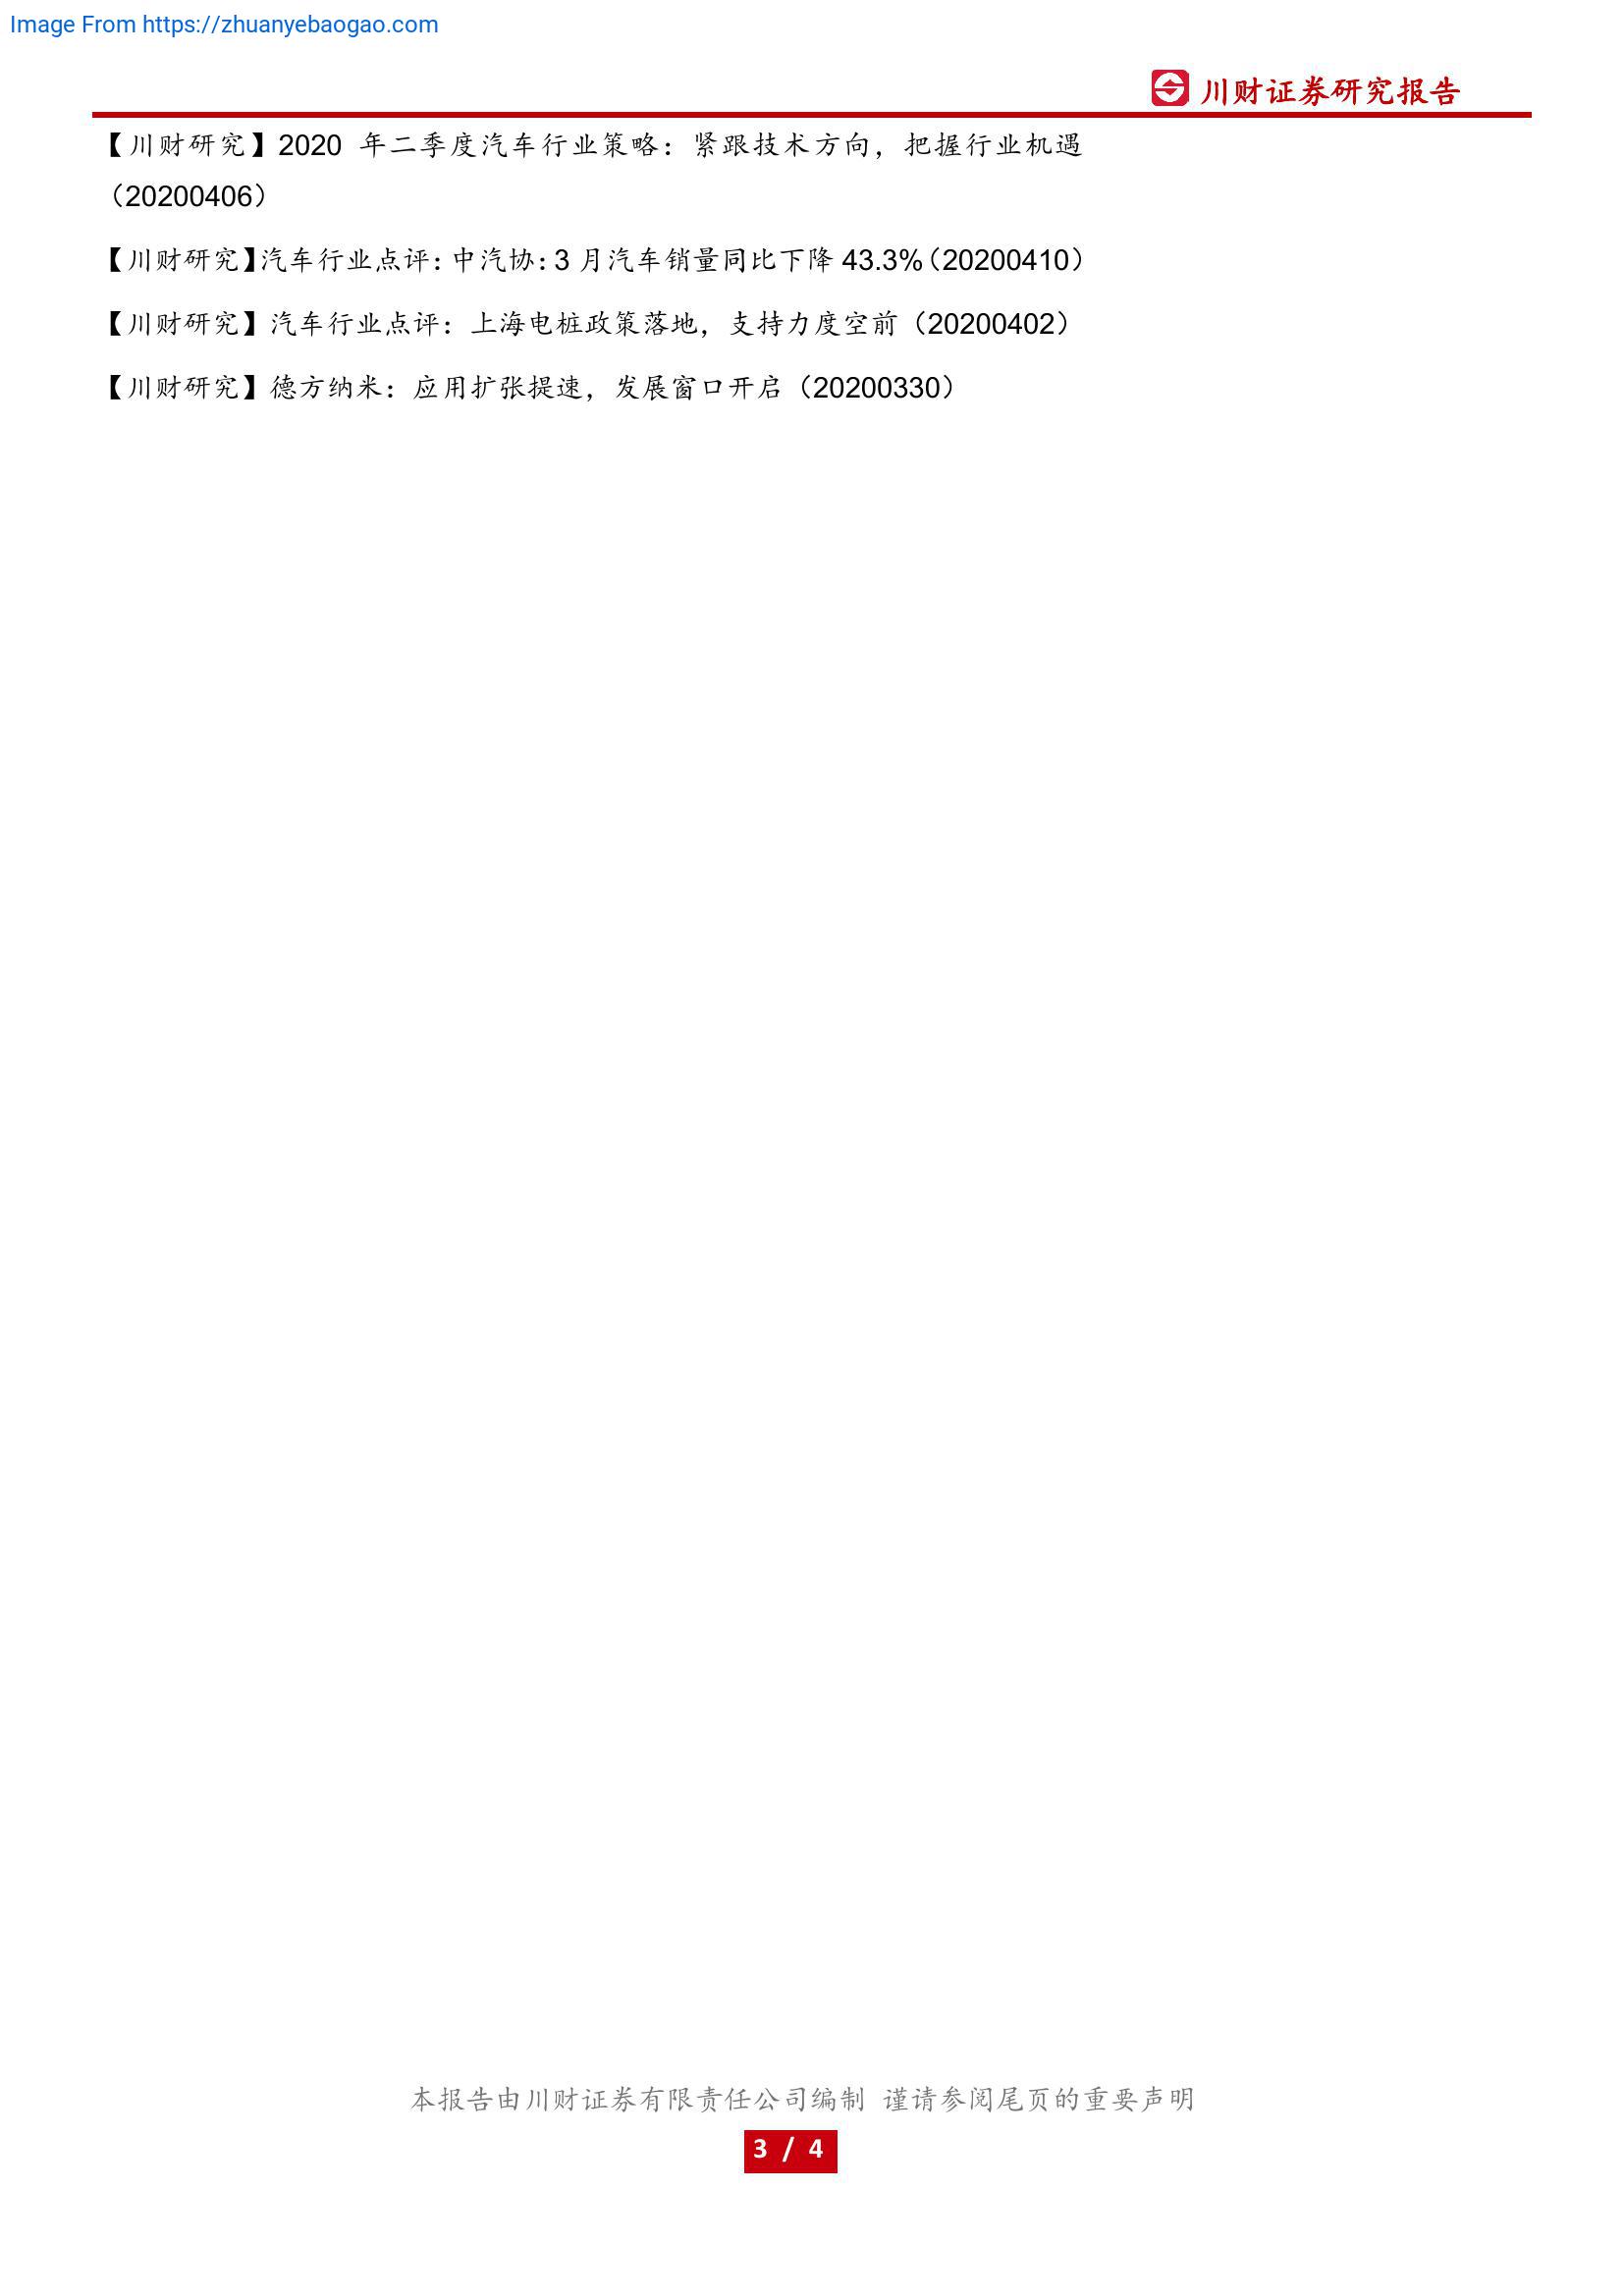 Image From https://zhuanyebaogao.com
川财证券研究报告
【川财研究】2020 年二季度汽车行业策略：紧跟技术方向，把握行业机遇
（20200406）
【川财研究】汽车行业点评：中汽协：3 月汽车销量同比下降 43.3%（20200410）
【川财研究】汽车行业点评：上海电桩政策落地，支持力度空前（20200402）
【川财研究】德方纳米：应用扩张提速，发展窗口开启（20200330）
本报告由川财证券有限责任公司编制 谨请参阅尾页的重要声明
3 / 4